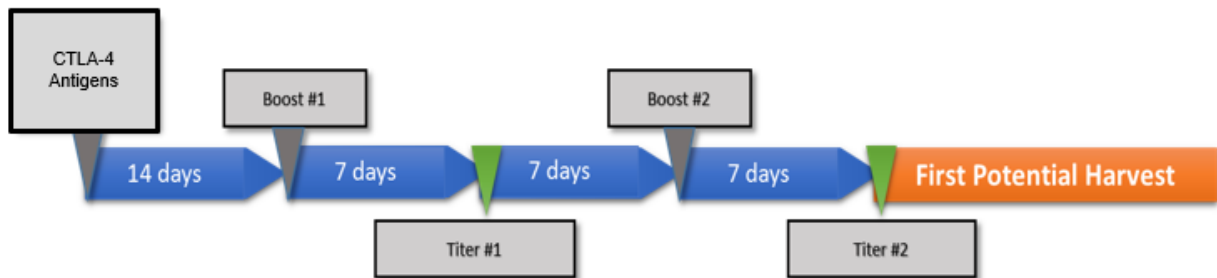 CTLA-4
Antigens
Boost #1
Boost #2
14 days
7 days
7 days
7 days
First Potential Harvest
Titer #1
Titer #2